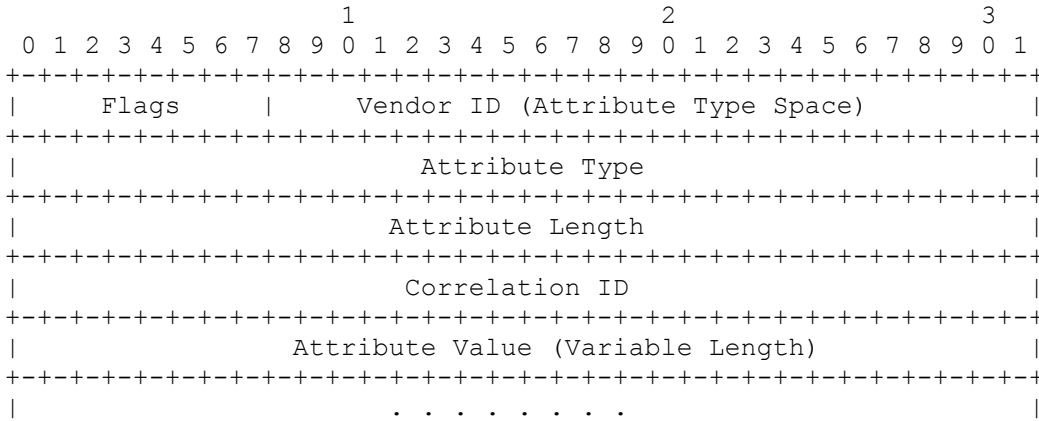 1                   2                   3
 0 1 2 3 4 5 6 7 8 9 0 1 2 3 4 5 6 7 8 9 0 1 2 3 4 5 6 7 8 9 0 1
+-+-+-+-+-+-+-+-+-+-+-+-+-+-+-+-+-+-+-+-+-+-+-+-+-+-+-+-+-+-+-+-+
|     Flags     |     Vendor ID (Attribute Type Space)          |
+-+-+-+-+-+-+-+-+-+-+-+-+-+-+-+-+-+-+-+-+-+-+-+-+-+-+-+-+-+-+-+-+
|                         Attribute Type                        |
+-+-+-+-+-+-+-+-+-+-+-+-+-+-+-+-+-+-+-+-+-+-+-+-+-+-+-+-+-+-+-+-+
|                       Attribute Length                        |
+-+-+-+-+-+-+-+-+-+-+-+-+-+-+-+-+-+-+-+-+-+-+-+-+-+-+-+-+-+-+-+-+
|                        Correlation ID                         |
+-+-+-+-+-+-+-+-+-+-+-+-+-+-+-+-+-+-+-+-+-+-+-+-+-+-+-+-+-+-+-+-+
|                 Attribute Value (Variable Length)             |
+-+-+-+-+-+-+-+-+-+-+-+-+-+-+-+-+-+-+-+-+-+-+-+-+-+-+-+-+-+-+-+-+
|                       . . . . . . . .                         |